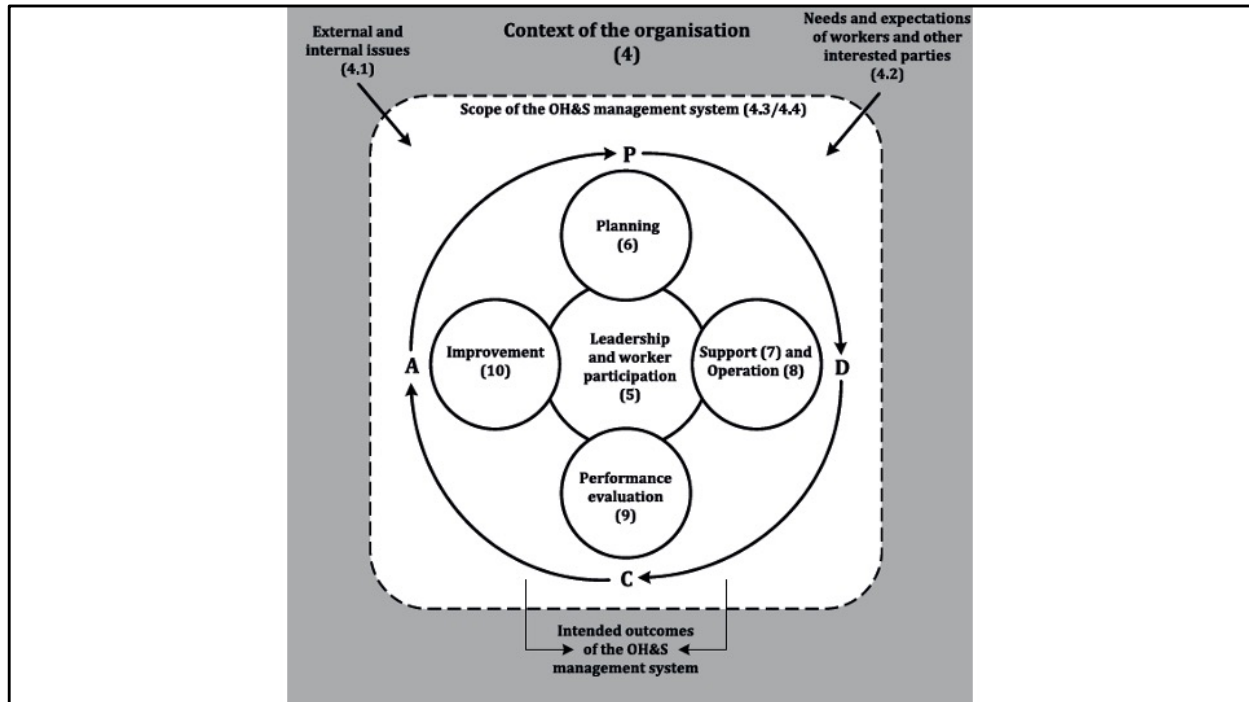 External and
internal issues
(4.1)
Context of the organisation
(4)
Needs and expectations
of workers and other
interested parties
(4.2)
Scope of the OH&S management system (4.3/4.4)
P
Planning
(6)
A
Improvement
(10)
Leadership
and worker
participation
(5)
Support (7) and
Operation (8)
D
Performance
evaluation
(9)
C
Intended outcomes
of the OH&S
management system